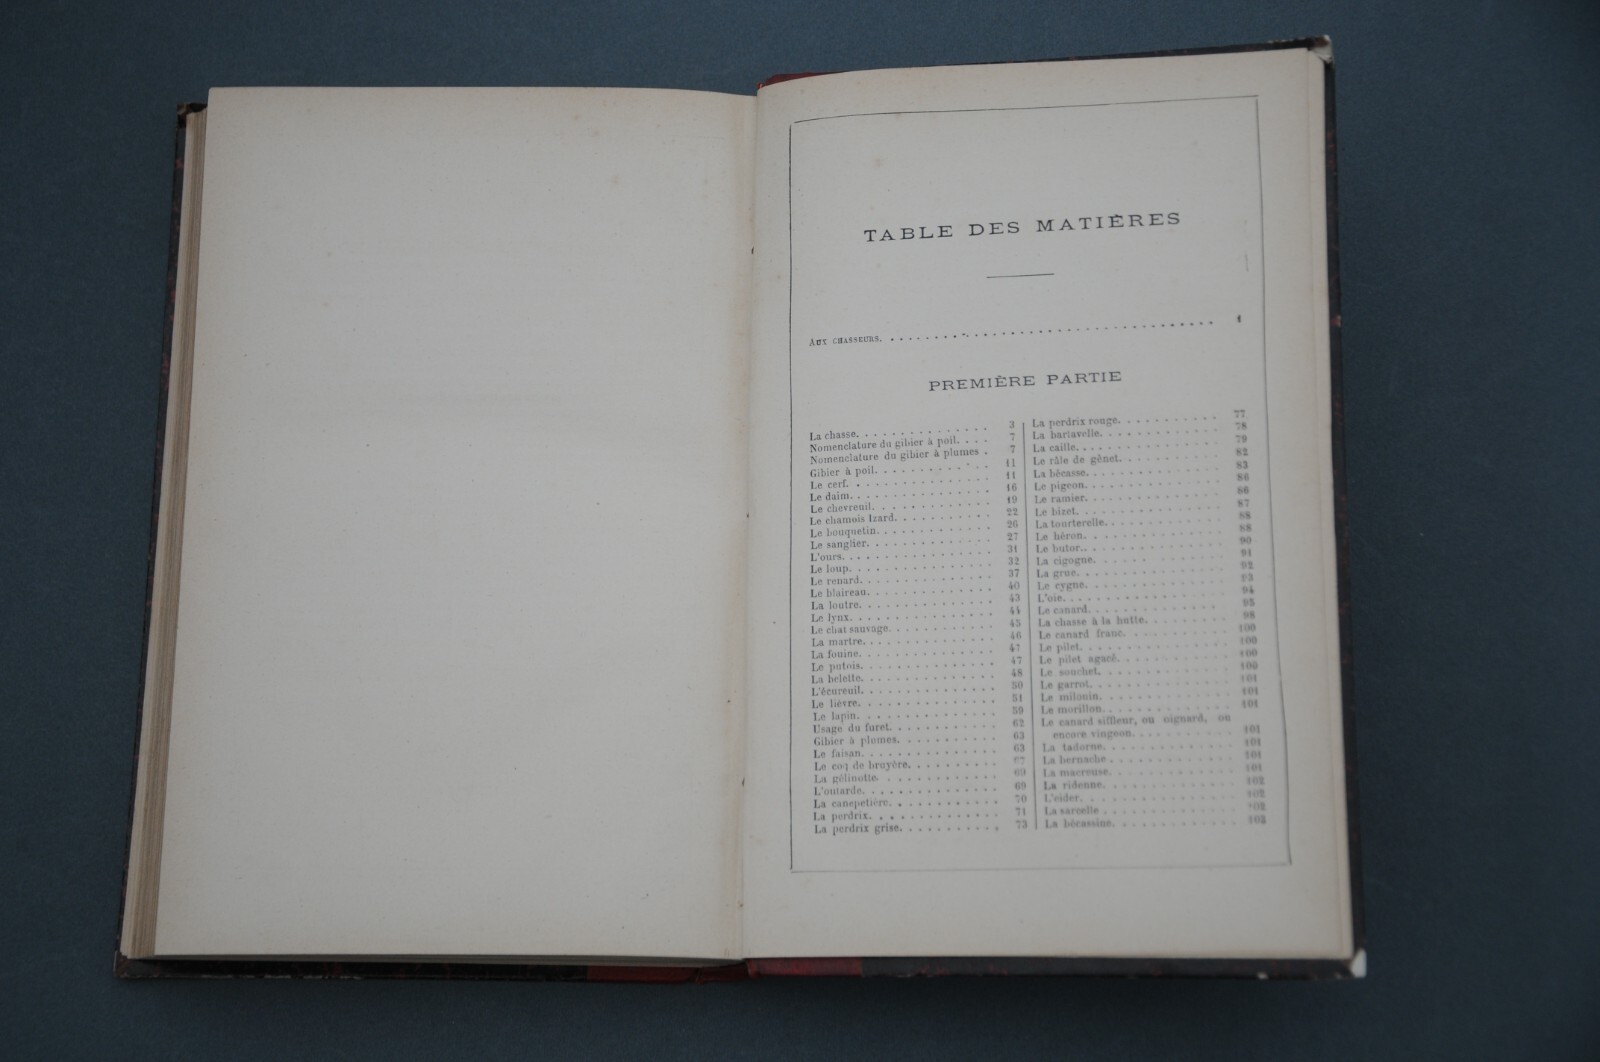 TABLE DES MATIÈRES
AUX CHASSEURS. . . . . . . . . . 1
PREMIÈRE PARTIE
La chasse. . . . . . 3
Nomenclature du gibier à poil. . . . 7
Nomenclature du gibier à plumes . 7
Gibier à poil. . . . . . 11
Le cerf. . . . . . 11
Le daim. . . . . . 16
Le chevreuil. . . . . . 19
Le chamois Izard. . . . . . 22
Le bouquetin. . . . . . 26
Le sanglier. . . . . . 27
L'ours. . . . . . 31
Le loup. . . . . . 32
Le renard. . . . . . 37
Le blaireau. . . . . . 40
La loutre. . . . . . 43
Le lynx. . . . . . 44
Le chat sauvage. . . . . . 45
La martre. . . . . . 46
La fouine. . . . . . 47
Le putois. . . . . . 47
La belette. . . . . . 48
L'écureuil. . . . . . 50
Le lièvre. . . . . . 51
Le lapin. . . . . . 59
Usage du furet. . . . . . 62
Gibier à plumes. . . . . . 63
Le faisan. . . . . . 63
Le coq de bruyère. . . . . . 67
La gélinotte. . . . . . 69
L'outarde. . . . . . 69
La canepetière. . . . . . 70
La perdrix. . . . . . 71
La perdrix grise. . . . . . 73
La perdrix rouge. . . . . . 77
La bartavelle. . . . . . 78
La caille. . . . . . 79
Le râle de gênet. . . . . . 82
La bécasse. . . . . . 83
Le pigeon. . . . . . 86
Le ramier. . . . . . 86
Le bizet. . . . . . 87
La tourterelle. . . . . . 88
Le héron. . . . . . 88
Le butor. . . . . . 90
La cigogne. . . . . . 91
La grue. . . . . . 92
Le cygne. . . . . . 93
L'oie. . . . . . 94
Le canard. . . . . . 95
La chasse à la hutte. . . . . . 98
Le canard franc. . . . . . 100
Le pilet. . . . . . 100
Le pilet agacé. . . . . . 100
Le souchet. . . . . . 100
Le garrot. . . . . . 101
Le milouin. . . . . . 101
Le morillon. . . . . . 101
Le canard siffleur, ou oignard, ou
encore vingeon. . . . . . 101
La tadorne. . . . . . 101
La bernache . . . . . . 101
La macreuse. . . . . . 101
La ridenne. . . . . . 102
L'eider. . . . . . 102
La sarcelle . . . . . . 102
La bécassine. . . . . . 103